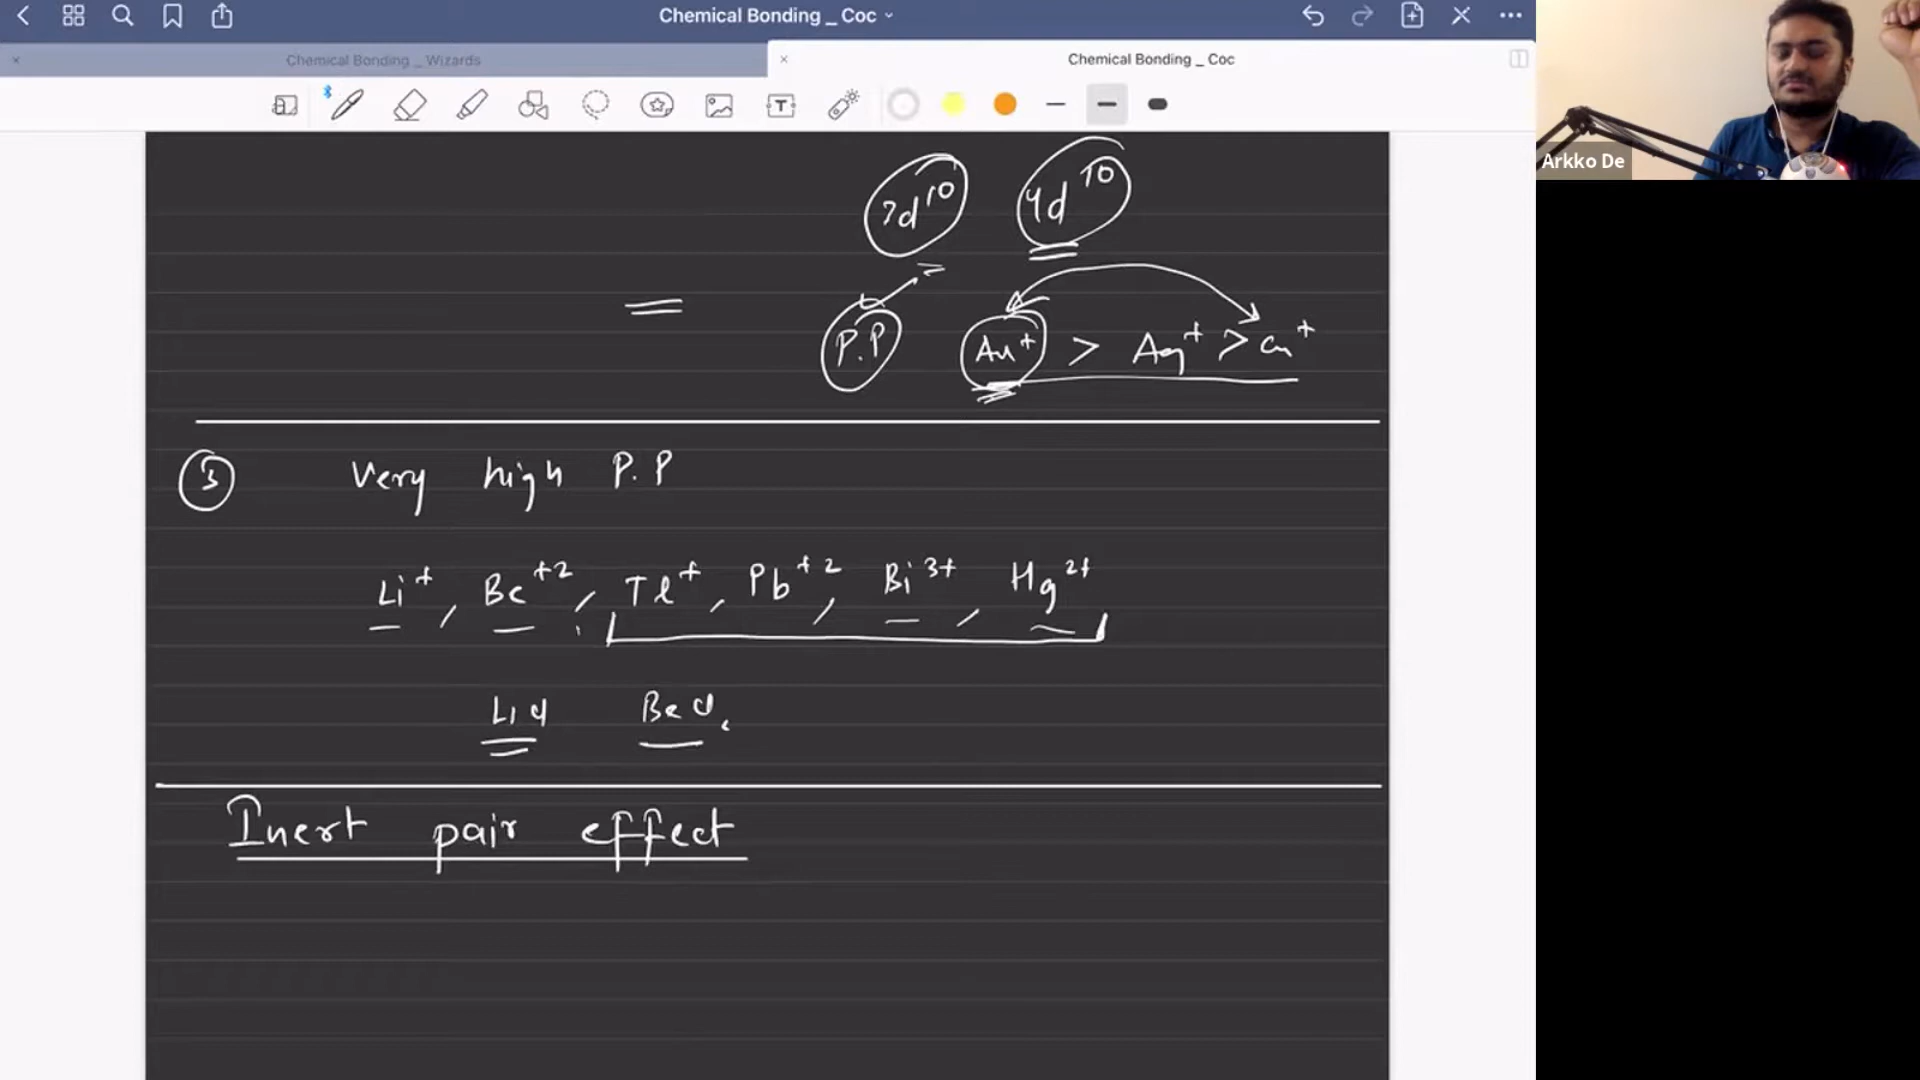 Chemical Bonding _ Coc
Chemical Bonding _ Wizards
Chemical Bonding _ Coc
Arkko De
3d¹⁰ 4d¹⁰
P.P Au⁺ > Ag⁺ > Cu⁺
③ Very high P.P
Li⁺, Be⁺², Tl⁺, Pb⁺², Bi³⁺, Hg²⁺
LiCl BeCl₂
Inert pair effect